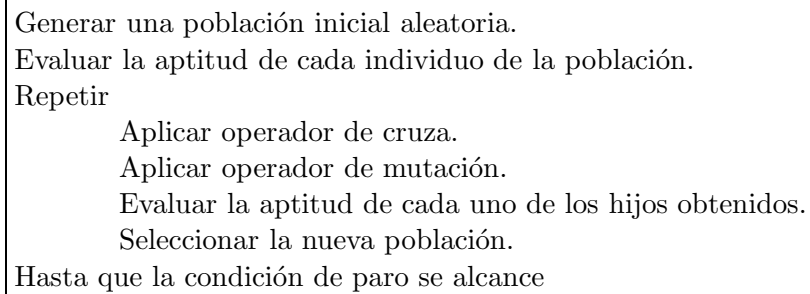 Generar una población inicial aleatoria.
Evaluar la aptitud de cada individuo de la población.
Repetir
Aplicar operador de cruza.
Aplicar operador de mutación.
Evaluar la aptitud de cada uno de los hijos obtenidos.
Seleccionar la nueva población.
Hasta que la condición de paro se alcance